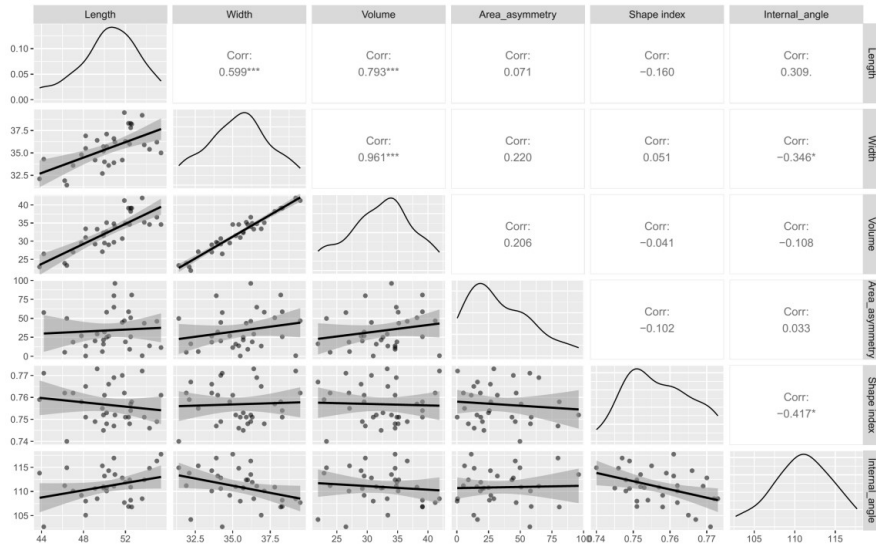 Length Width Volume Area_asymmetry Shape index Internal_angle
0.10
0.05
0.00
Corr:
0.599***
Corr:
0.793***
Corr:
0.071
Corr:
−0.160
Corr:
0.309.
Length
37.5
35.0
32.5
Corr:
0.961***
Corr:
0.220
Corr:
0.051
Corr:
−0.346*
Width
40
35
30
25
Corr:
0.206
Corr:
−0.041
Corr:
−0.108
Volume
100
75
50
25
0
Corr:
−0.102
Corr:
0.033
Area_asymmetry
0.77
0.76
0.75
0.74
Corr:
−0.417*
Shape index
115
110
105
Internal_angle
44 48 52
32.5 35.0 37.5
25 30 35 40
0 25 50 75 100
0.74 0.75 0.76 0.77
105 110 115